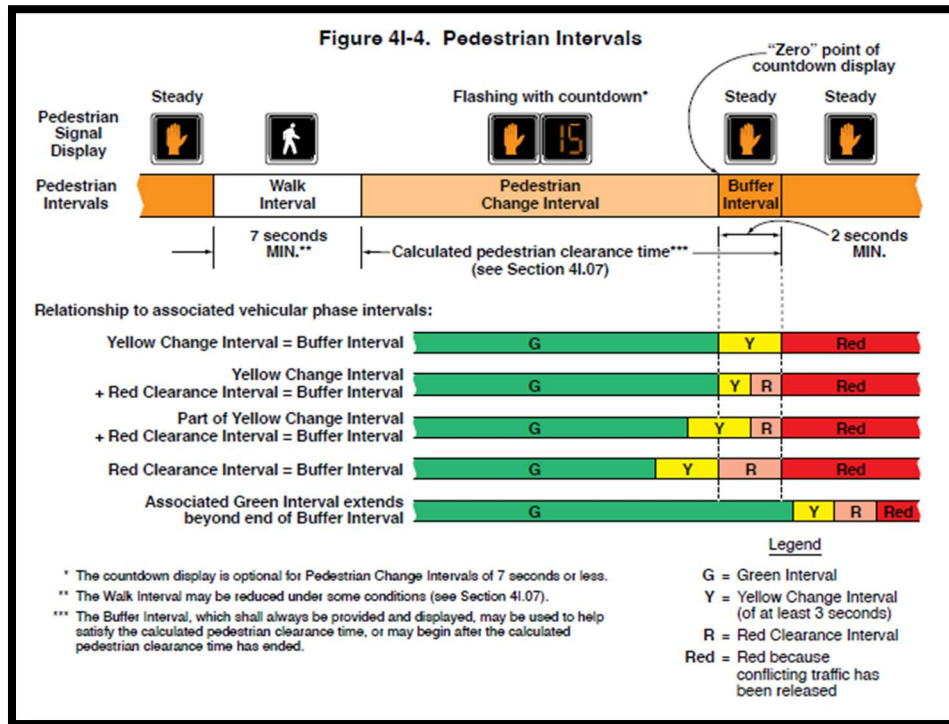 Figure 4I-4. Pedestrian Intervals
"Zero" point of
countdown display
Steady
Flashing with countdown*
Steady
Steady
Pedestrian
Signal
Display
15
Pedestrian
Intervals
Walk
Interval
Pedestrian
Change Interval
Buffer
Interval
7 seconds
MIN.**
Calculated pedestrian clearance time***
(see Section 4I.07)
2 seconds
MIN.
Relationship to associated vehicular phase intervals:
Yellow Change Interval = Buffer Interval
G Y Red
Yellow Change Interval
+ Red Clearance Interval = Buffer Interval
G Y R Red
Part of Yellow Change Interval
+ Red Clearance Interval = Buffer Interval
G Y R Red
Red Clearance Interval = Buffer Interval
G Y R Red
Associated Green Interval extends
beyond end of Buffer Interval
G Y R Red
* The countdown display is optional for Pedestrian Change Intervals of 7 seconds or less.
** The Walk Interval may be reduced under some conditions (see Section 4I.07).
*** The Buffer Interval, which shall always be provided and displayed, may be used to help
satisfy the calculated pedestrian clearance time, or may begin after the calculated
pedestrian clearance time has ended.
Legend
G = Green Interval
Y = Yellow Change Interval
(of at least 3 seconds)
R = Red Clearance Interval
Red = Red because
conflicting traffic has
been released